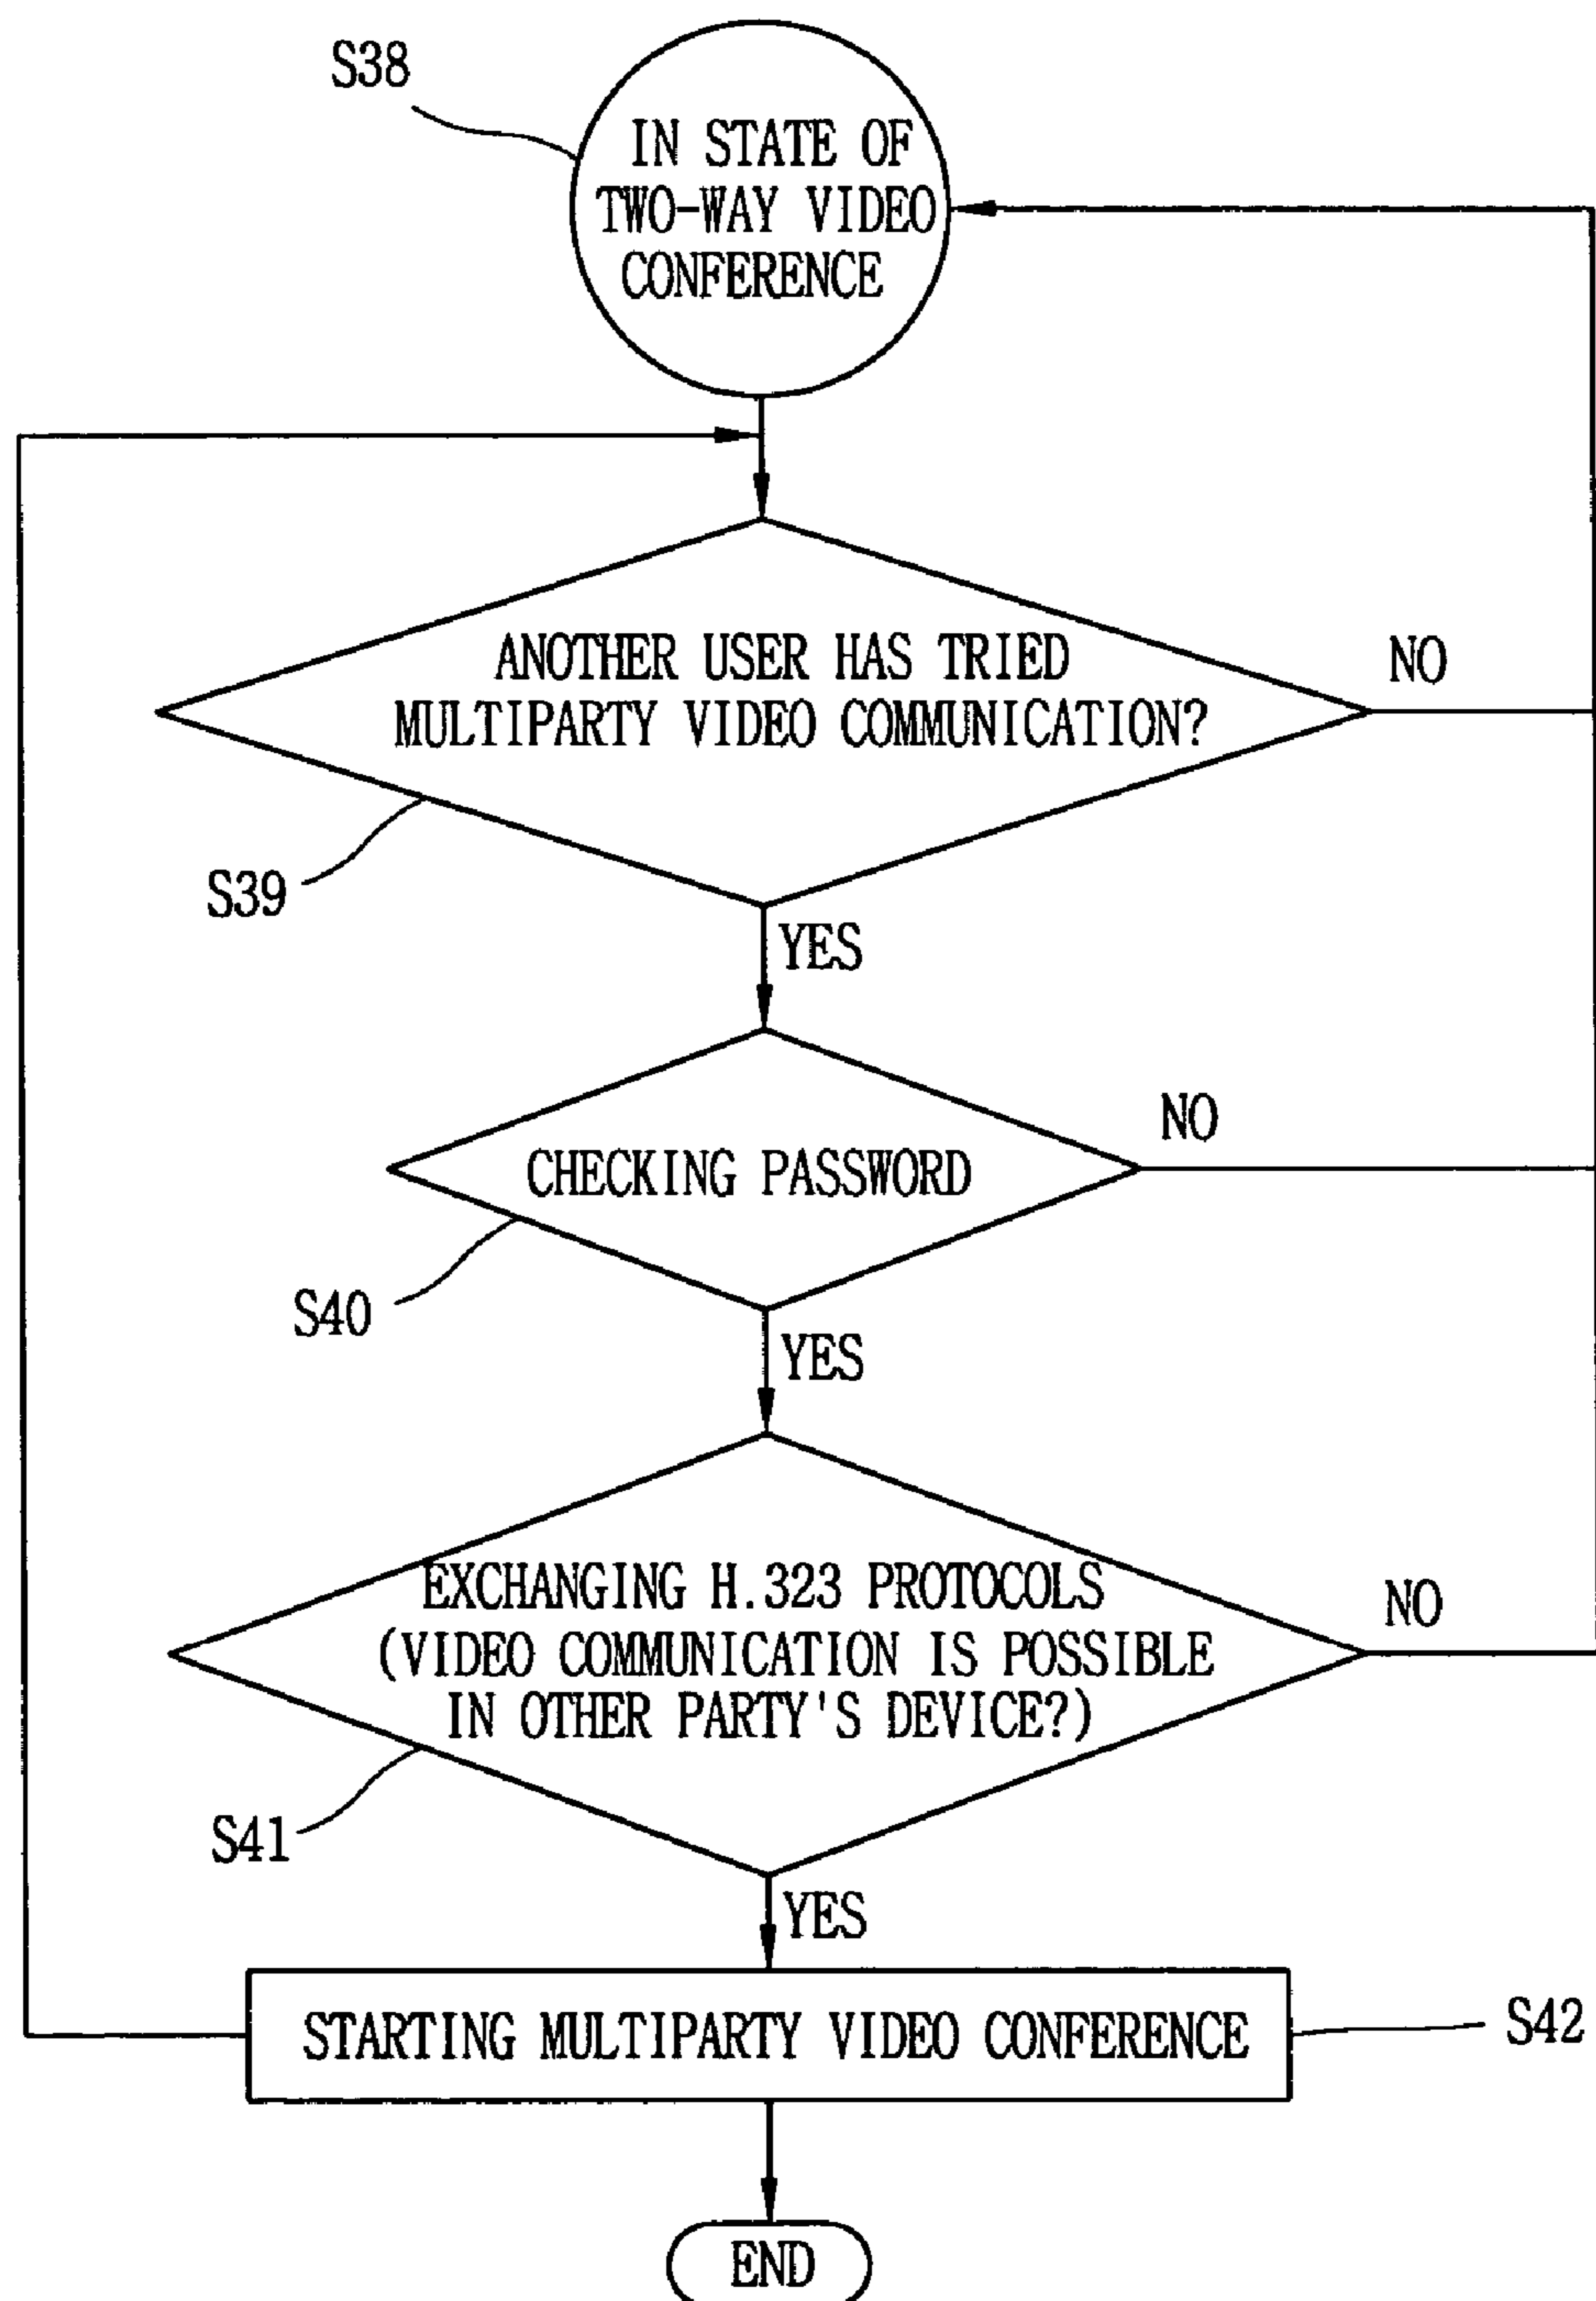 S38
IN STATE OF
TWO-WAY VIDEO
CONFERENCE
ANOTHER USER HAS TRIED
MULTIPARTY VIDEO COMMUNICATION?
NO
S39
YES
CHECKING PASSWORD
NO
S40
YES
EXCHANGING H.323 PROTOCOLS
(VIDEO COMMUNICATION IS POSSIBLE
IN OTHER PARTY'S DEVICE?)
NO
S41
YES
STARTING MULTIPARTY VIDEO CONFERENCE
S42
END